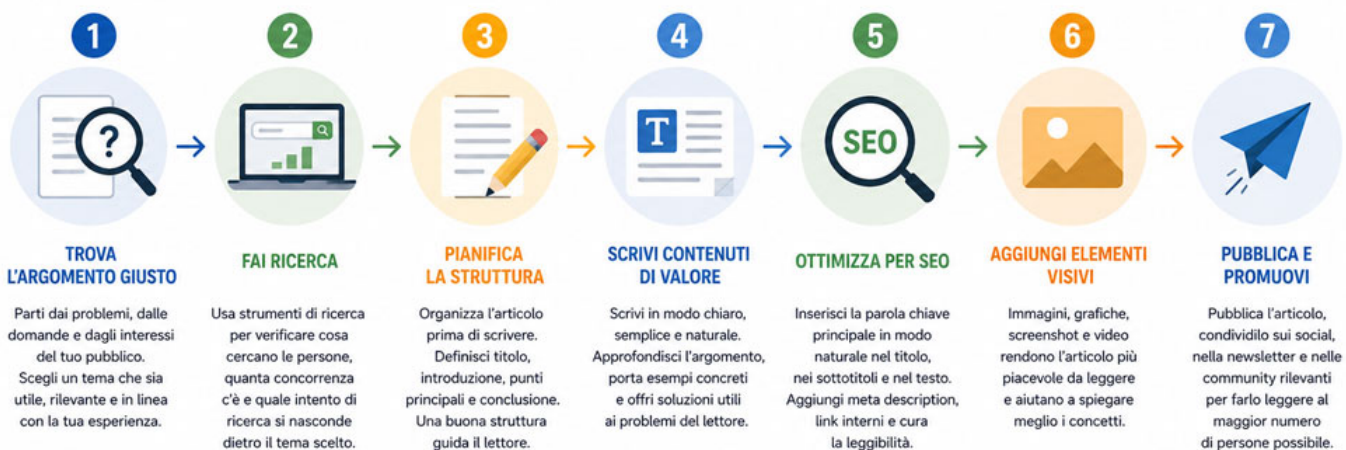 1
?
TROVA
L'ARGOMENTO GIUSTO
Parti dai problemi, dalle
domande e dagli interessi
del tuo pubblico.
Scegli un tema che sia
utile, rilevante e in linea
con la tua esperienza.
2
FAI RICERCA
Usa strumenti di ricerca
per verificare cosa
cercano le persone,
quanta concorrenza
c'è e quale intento di
ricerca si nasconde
dietro il tema scelto.
3
PIANIFICA
LA STRUTTURA
Organizza l'articolo
prima di scrivere.
Definisci titolo,
introduzione, punti
principali e conclusione.
Una buona struttura
guida il lettore.
4
T
SCRIVI CONTENUTI
DI VALORE
Scrivi in modo chiaro,
semplice e naturale.
Approfondisci l'argomento,
porta esempi concreti
e offri soluzioni utili
ai problemi del lettore.
5
SEO
OTTIMIZZA PER SEO
Inserisci la parola chiave
principale in modo
naturale nel titolo,
nei sottotitoli e nel testo.
Aggiungi meta description,
link interni e cura
la leggibilità.
6
AGGIUNGI ELEMENTI
VISIVI
Immagini, grafiche,
screenshot e video
rendono l'articolo più
piacevole da leggere
e aiutano a spiegare
meglio i concetti.
7
PUBBLICA E
PROMUOVI
Pubblica l'articolo,
condividilo sui social,
nella newsletter e nelle
community rilevanti
per farlo leggere al
maggior numero
di persone possibile.